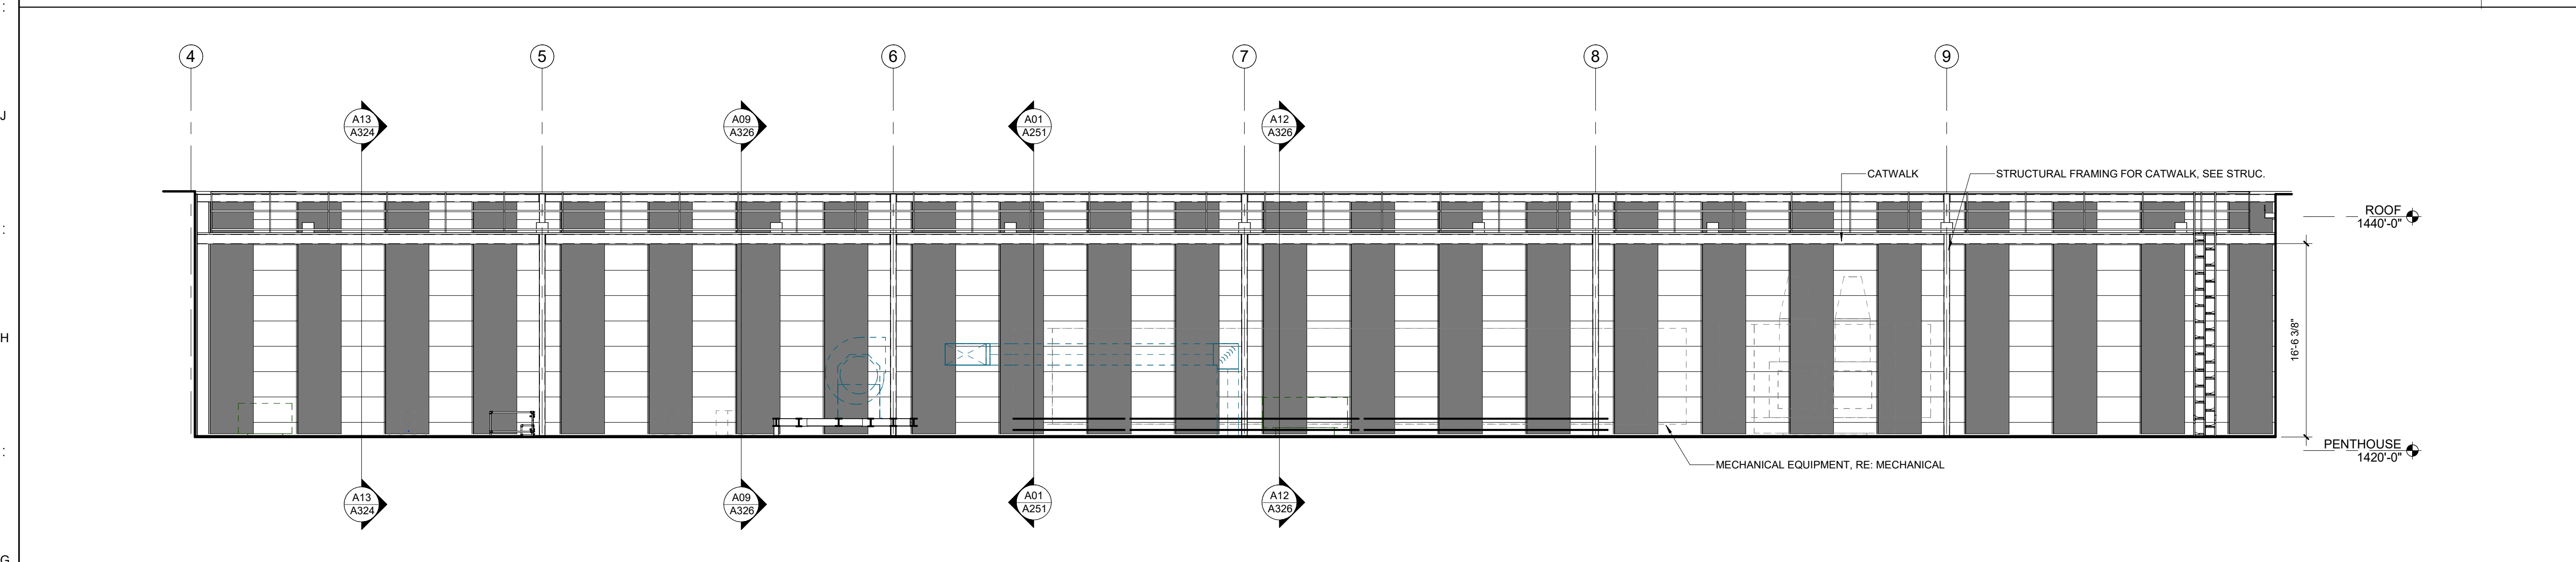 4 5 6 7 8 9
J
A13 A09 A01 A12
A324 A326 A251 A326
CATWALK STRUCTURAL FRAMING FOR CATWALK, SEE STRUC.
ROOF
1440'-0"
H
16'-6 3/8"
PENTHOUSE
1420'-0"
MECHANICAL EQUIPMENT, RE: MECHANICAL
A13 A09 A01 A12
A324 A326 A251 A326
G